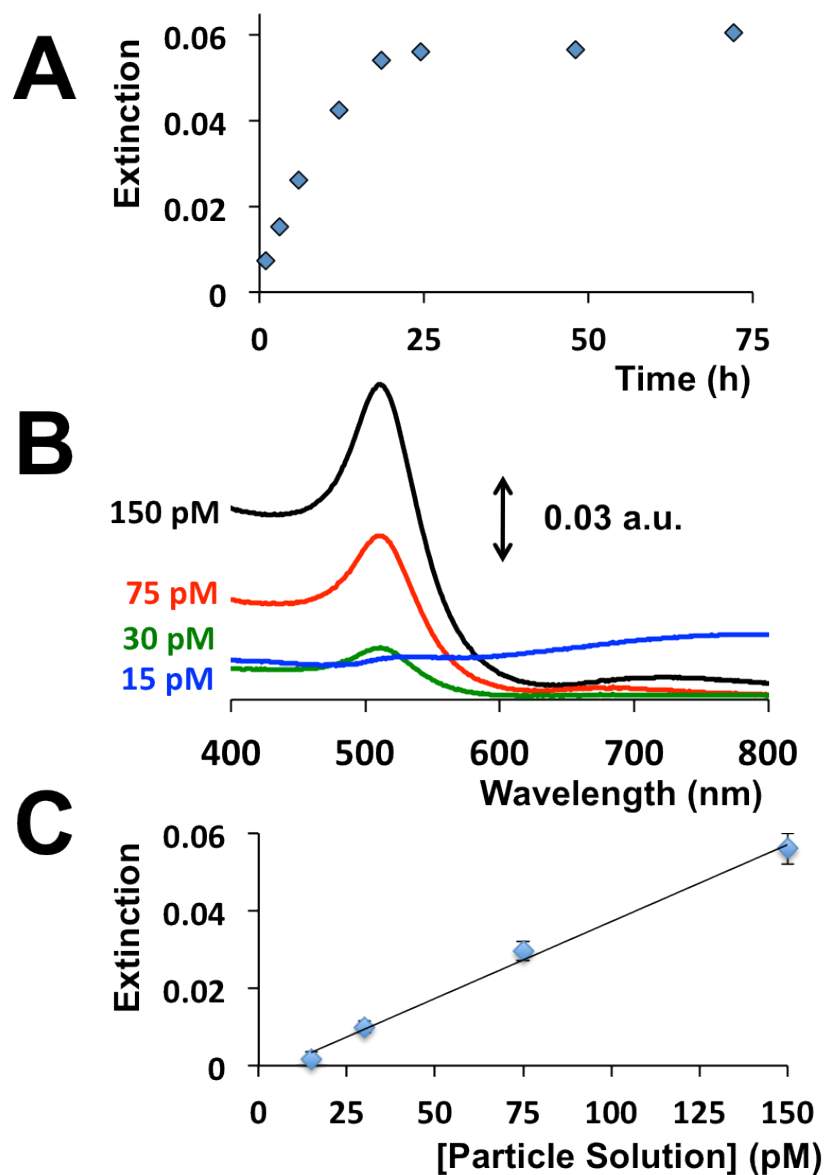 A
Extinction
0.06
0.04
0.02
0
0 25 50 75
Time (h)
B
150 pM
75 pM
30 pM
15 pM
0.03 a.u.
400 500 600 700 800
Wavelength (nm)
C
Extinction
0.06
0.04
0.02
0
0 25 50 75 100 125 150
[Particle Solution] (pM)